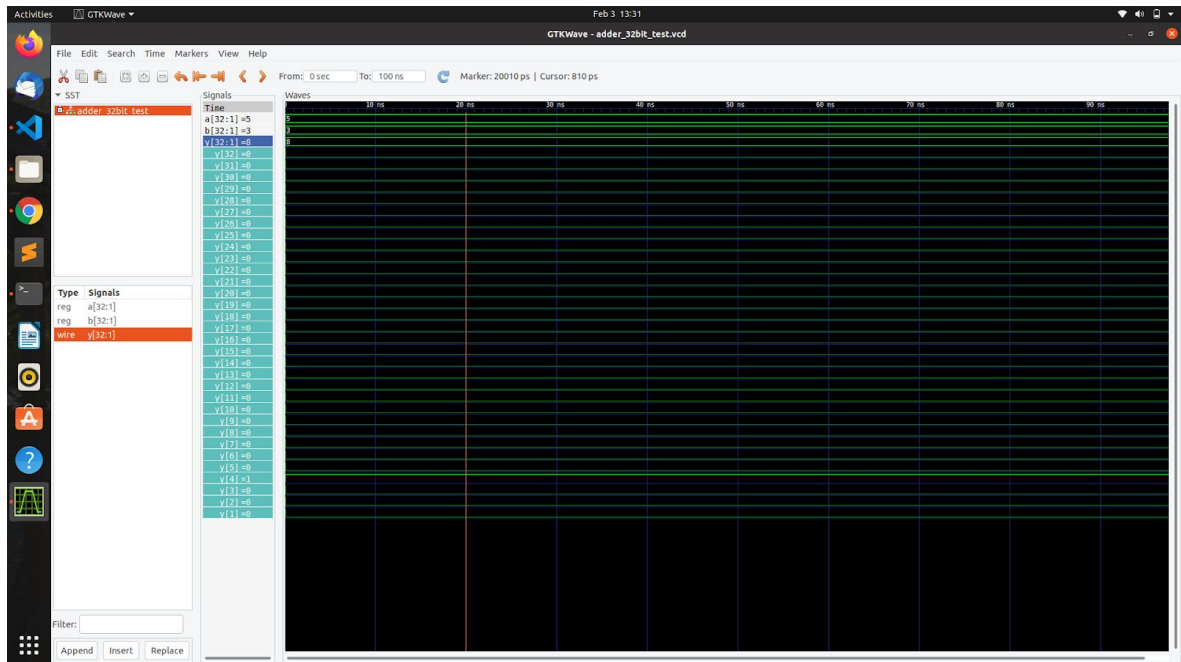 Activities GTKWave Feb 3 13:31
GTKWave - adder_32bit_test.vcd
File Edit Search Time Markers View Help
From: 0 sec To: 100 ns Marker: 20010 ps | Cursor: 810 ps
SST
adder_32bit_test
Type Signals
reg a[32:1]
reg b[32:1]
wire y[32:1]
Filter:
Append Insert Replace
Signals
Time
a[32:1] =5
b[32:1] =3
y[32:1] =8
y[32] =0
y[31] =0
y[30] =0
y[29] =0
y[28] =0
y[27] =0
y[26] =0
y[25] =0
y[24] =0
y[23] =0
y[22] =0
y[21] =0
y[20] =0
y[19] =0
y[18] =0
y[17] =0
y[16] =0
y[15] =0
y[14] =0
y[13] =0
y[12] =0
y[11] =0
y[10] =0
y[9] =0
y[8] =0
y[7] =0
y[6] =0
y[5] =0
y[4] =1
y[3] =0
y[2] =0
y[1] =0
Waves
10 ns 20 ns 30 ns 40 ns 50 ns 60 ns 70 ns 80 ns 90 ns
5
3
8